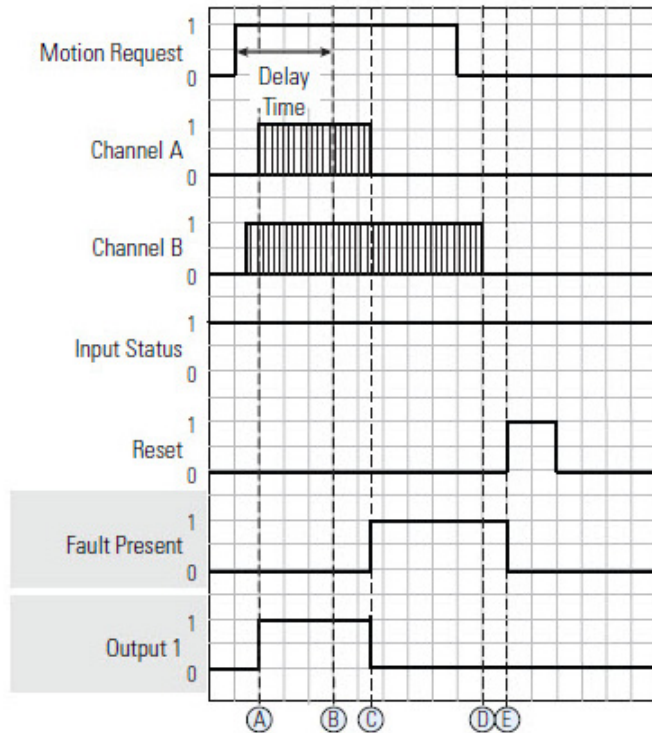 1
Motion Request
0
Delay
Time
1
Channel A
0
1
Channel B
0
1
Input Status
0
1
Reset
0
1
Fault Present
0
1
Output 1
0
A B C D E